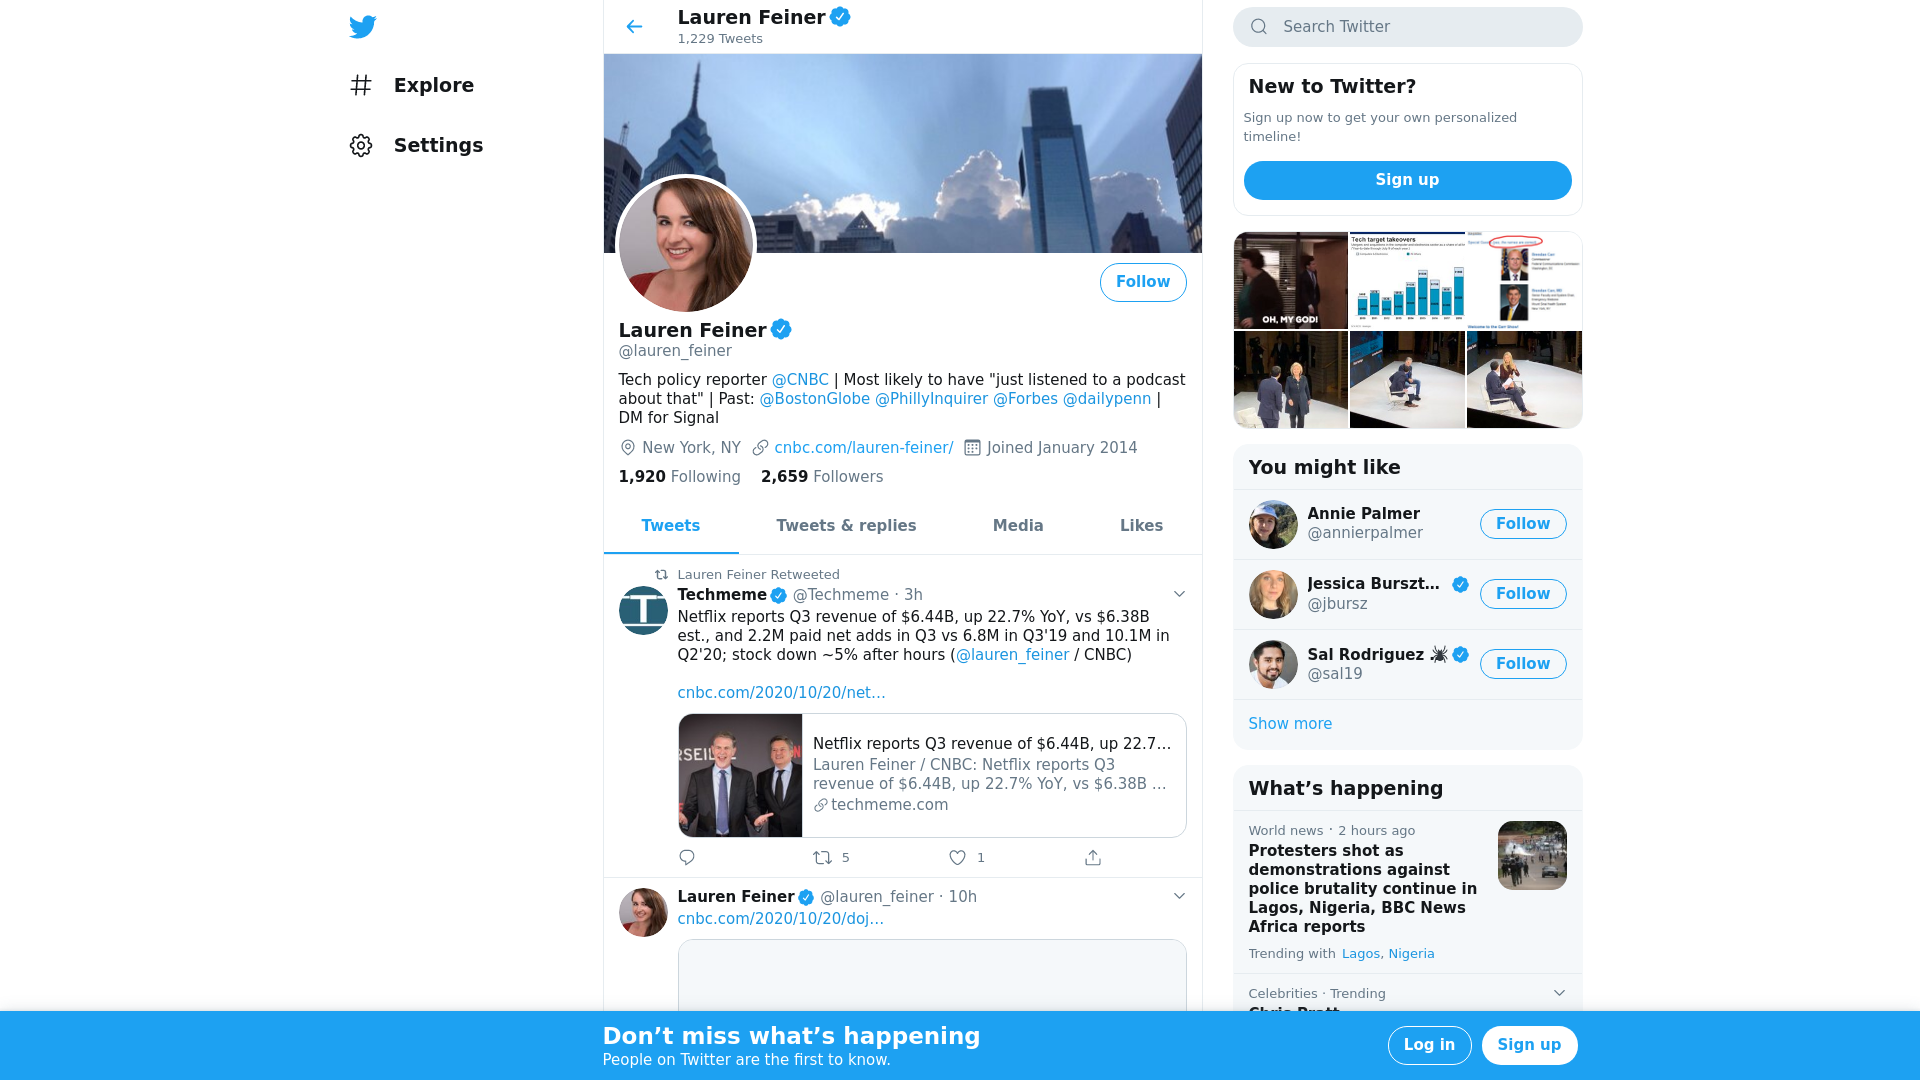 Explore
Settings
Lauren Feiner
1,229 Tweets
Follow
Lauren Feiner
@lauren_feiner
Tech policy reporter @CNBC | Most likely to have "just listened to a podcast
about that" | Past: @BostonGlobe @PhillyInquirer @Forbes @dailypenn |
DM for Signal
New York, NY cnbc.com/lauren-feiner/ Joined January 2014
1,920 Following 2,659 Followers
Tweets Tweets & replies Media Likes
Lauren Feiner Retweeted
Techmeme @Techmeme · 3h
Netflix reports Q3 revenue of $6.44B, up 22.7% YoY, vs $6.38B
est., and 2.2M paid net adds in Q3 vs 6.8M in Q3'19 and 10.1M in
Q2'20; stock down ~5% after hours (@lauren_feiner / CNBC)
cnbc.com/2020/10/20/net…
Netflix reports Q3 revenue of $6.44B, up 22.7…
Lauren Feiner / CNBC: Netflix reports Q3
revenue of $6.44B, up 22.7% YoY, vs $6.38B …
techmeme.com
5 1
Lauren Feiner @lauren_feiner · 10h
cnbc.com/2020/10/20/doj…
Search Twitter
New to Twitter?
Sign up now to get your own personalized
timeline!
Sign up
OH, MY GOD!
Tech target takeovers
You might like
Annie Palmer
@annierpalmer
Follow
Jessica Burszt…
@jbursz
Follow
Sal Rodriguez
@sal19
Follow
Show more
What’s happening
World news · 2 hours ago
Protesters shot as
demonstrations against
police brutality continue in
Lagos, Nigeria, BBC News
Africa reports
Trending with Lagos, Nigeria
Celebrities · Trending
Chris Pratt
Don’t miss what’s happening
People on Twitter are the first to know.
Log in
Sign up